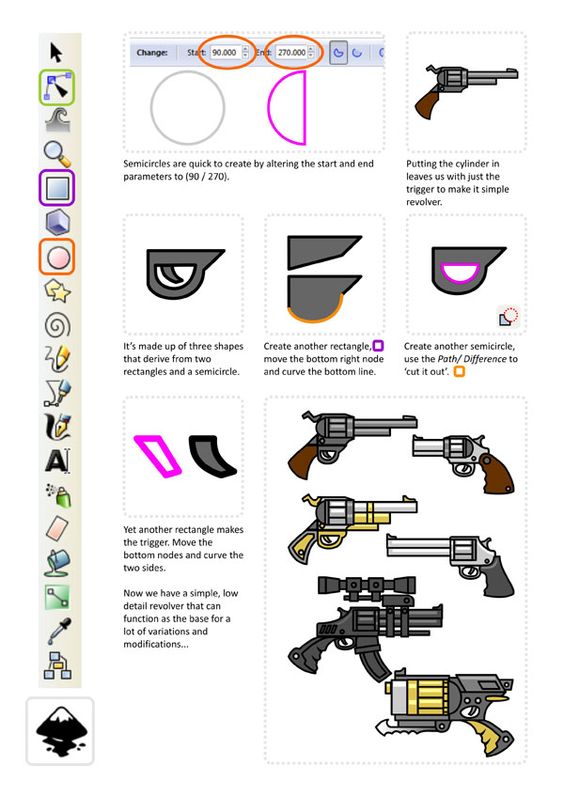 Change:
Start: 90.000
End: 270.000
Semicircles are quick to create by altering the start and end
parameters to (90 / 270).
Putting the cylinder in
leaves us with just the
trigger to make it simple
revolver.
It's made up of three shapes
that derive from two
rectangles and a semicircle.
Create another rectangle,
move the bottom right node
and curve the bottom line.
Create another semicircle,
use the Path/ Difference to
'cut it out'.
Yet another rectangle makes
the trigger. Move the
bottom nodes and curve the
two sides.
Now we have a simple, low
detail revolver that can
function as the base for a
lot of variations and
modifications...
A